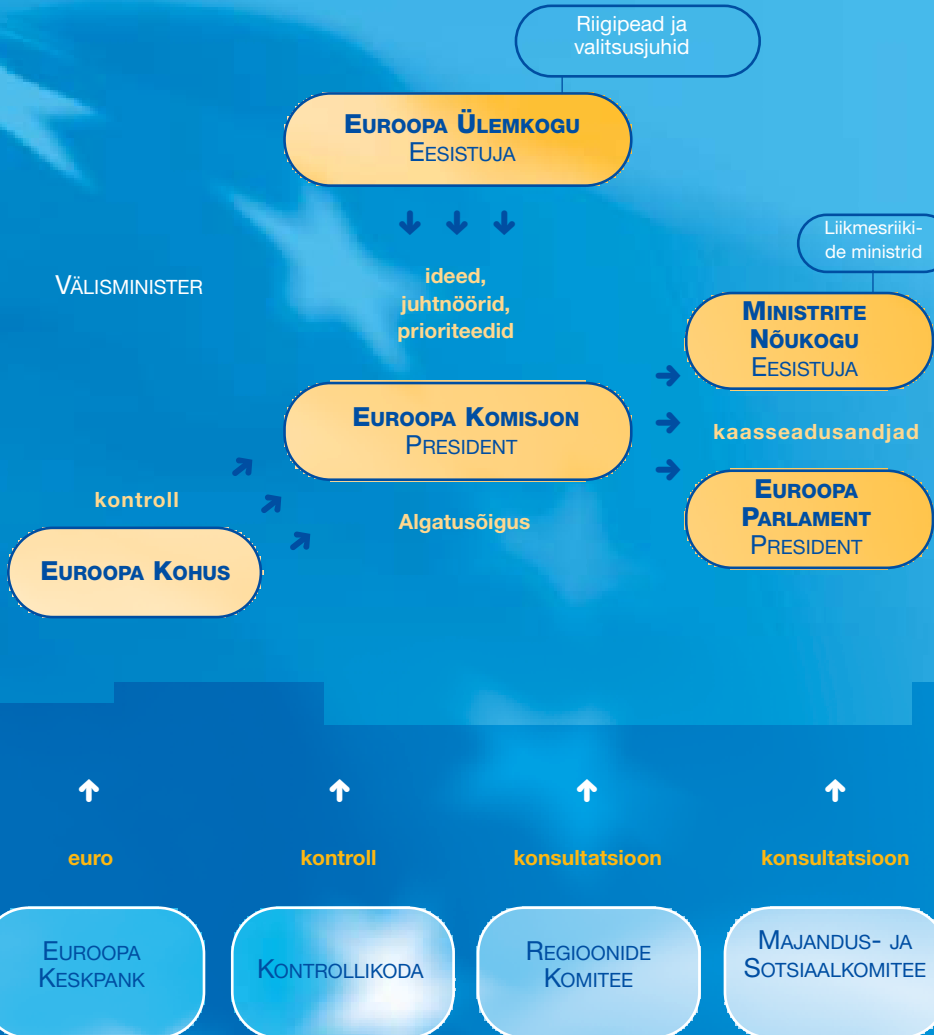 Riigipead ja
valitsusjuhid
EUROOPA ÜLEMKOGU
EESISTUJA
Liikmesriiki-
de ministrid
ideed,
juhtnöörid,
prioriteedid
VÄLISMINISTER
MINISTRITE
NÕUKOGU
EESISTUJA
EUROOPA KOMISJON
PRESIDENT
kaasseadusandjad
kontroll
Algatusõigus
EUROOPA
PARLAMENT
PRESIDENT
EUROOPA KOHUS
euro
kontroll
konsultatsioon
konsultatsioon
EUROOPA
KESKPANK
KONTROLLIKODA
REGIOONIDE
KOMITEE
MAJANDUS- JA
SOTSIAALKOMITEE